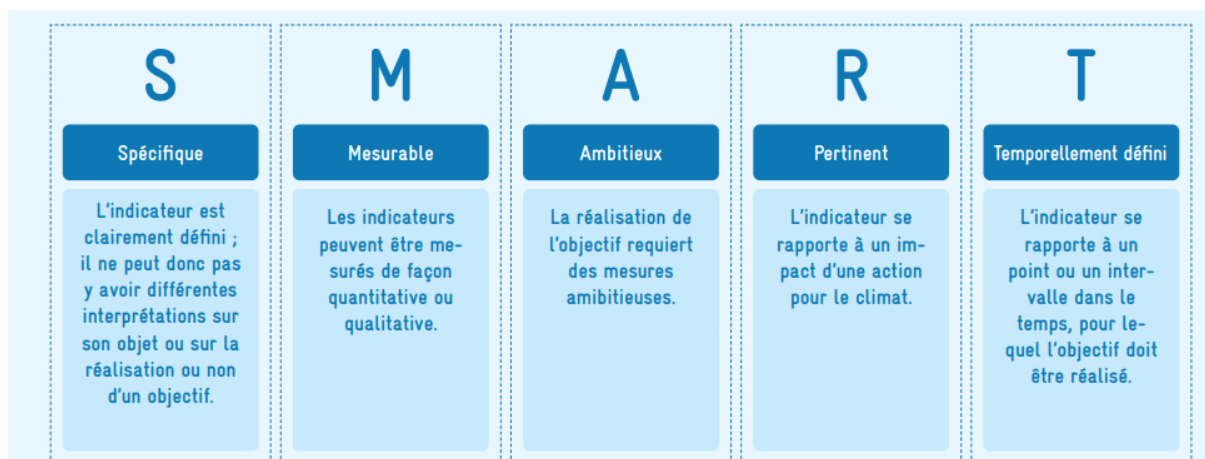 S
Spécifique
L'indicateur est
clairement défini ;
il ne peut donc pas
y avoir différentes
interprétations sur
son objet ou sur la
réalisation ou non
d'un objectif.
M
Mesurable
Les indicateurs
peuvent être me-
surés de façon
quantitative ou
qualitative.
A
Ambitieux
La réalisation de
l'objectif requiert
des mesures
ambitieuses.
R
Pertinent
L'indicateur se
rapporte à un im-
pact d'une action
pour le climat.
T
Temporellement défini
L'indicateur se
rapporte à un
point ou un inter-
valle dans le
temps, pour le-
quel l'objectif doit
être réalisé.